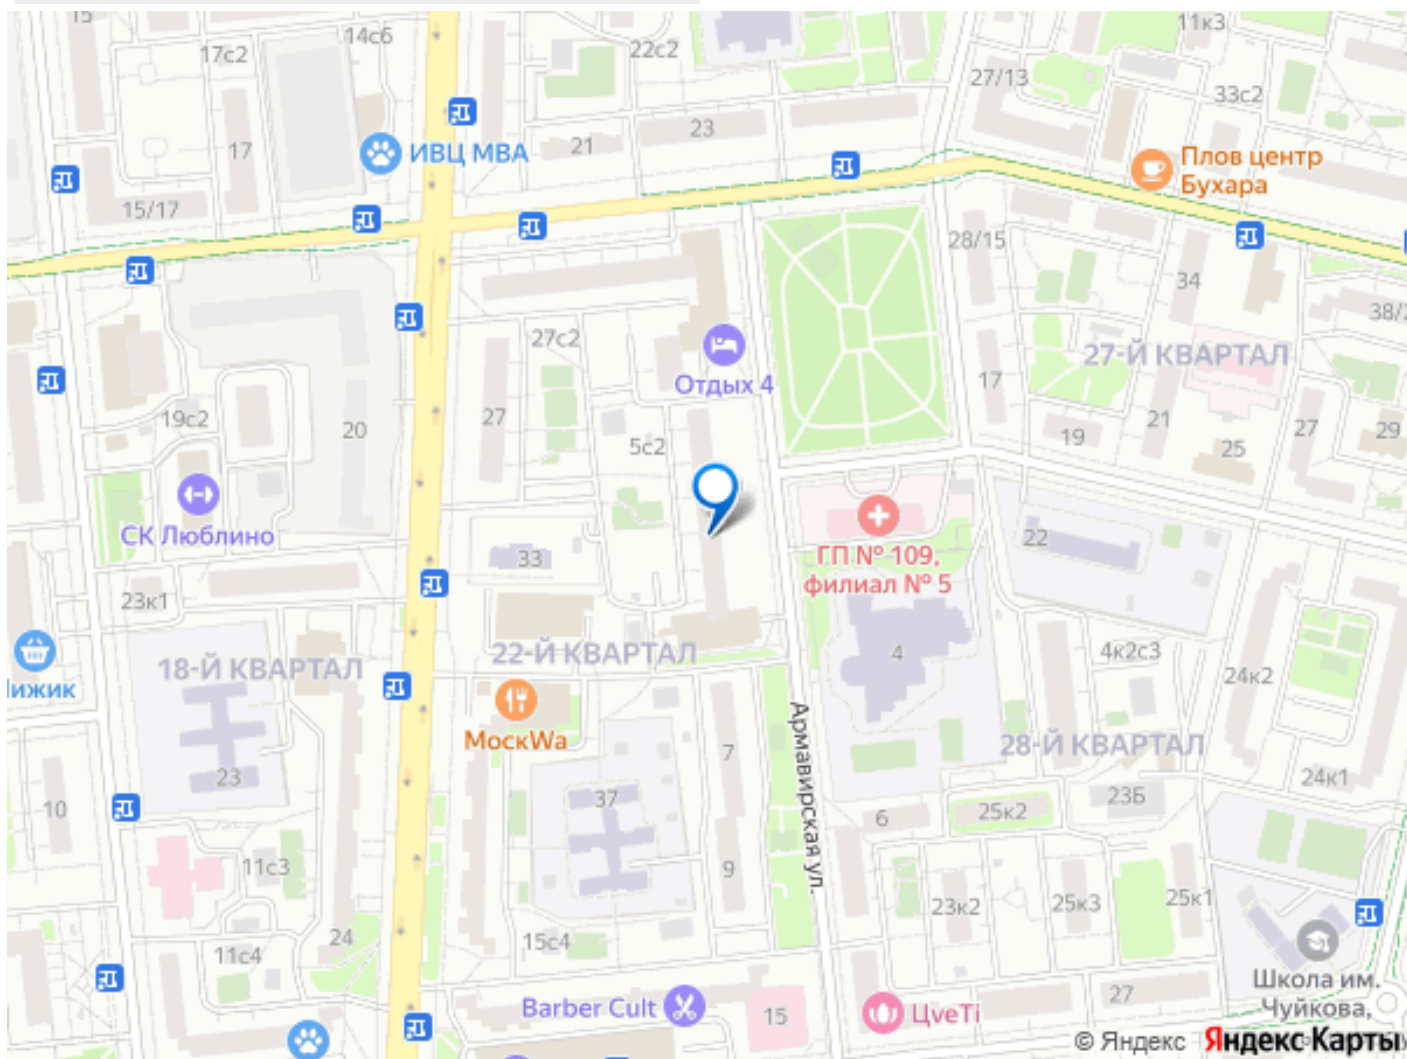 15
17с2
14с6
22с2
11к3
27/13
33с2
23
21
17
ИВЦ МВА
Плов центр
Бухара
15/17
28/15
34
38/2
27с2
27-Й КВАРТАЛ
Отдых 4
17
19с2
20
27
5с2
19
21
25
27
29
СК Люблино
33
22
ГП № 109,
филиал № 5
23к1
18-Й КВАРТАЛ
22-Й КВАРТАЛ
4
4к2с3
24к2
ижик
МоскWa
Армавирская ул.
7
28-Й КВАРТАЛ
23
37
24к1
10
6
25к2
23Б
11с3
9
23к2
25к3
25к1
24
15с4
11с4
Школа им.
Чуйкова,
Barber Cult
15
ЦveTi
27
© Яндекс
Яндекс Карты